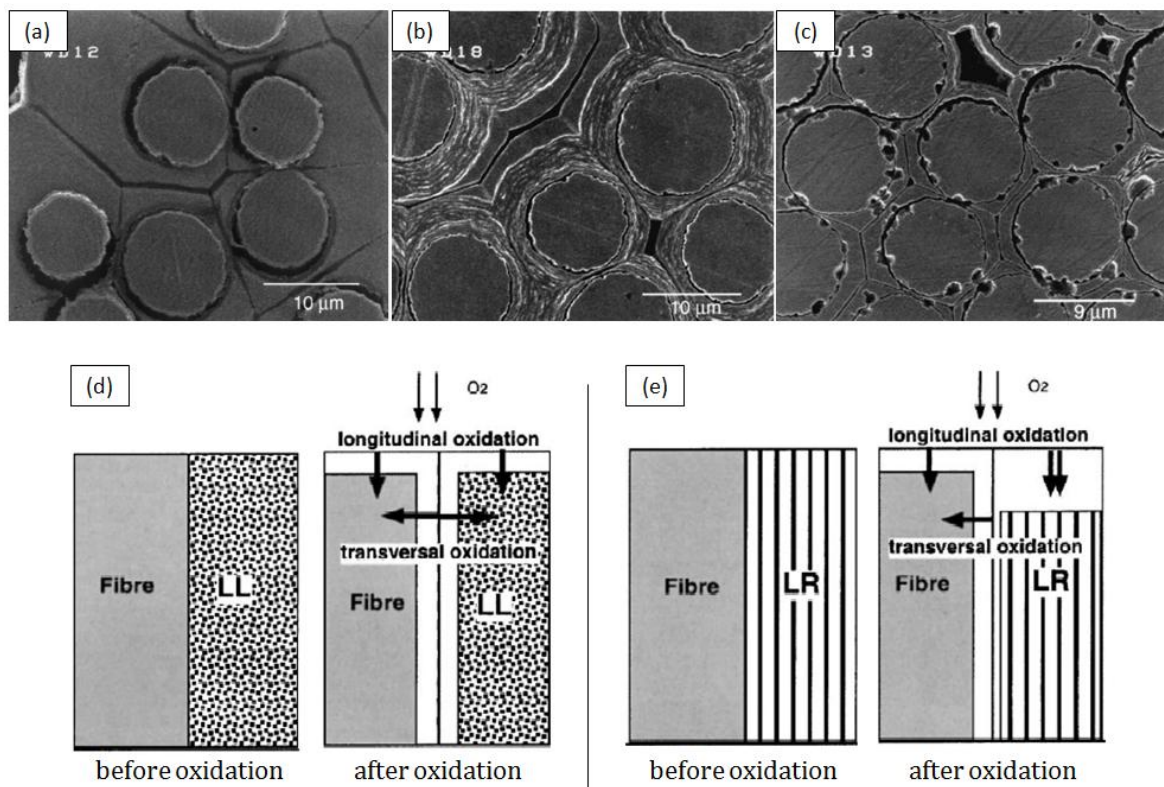 (a)
WD12
10 µm
(b)
WD18
10 µm
(c)
WD13
9 µm
(d)
O2
longitudinal oxidation
transversal oxidation
Fibre
LL
Fibre
LL
before oxidation
after oxidation
(e)
O2
longitudinal oxidation
transversal oxidation
Fibre
LR
Fibre
LR
before oxidation
after oxidation